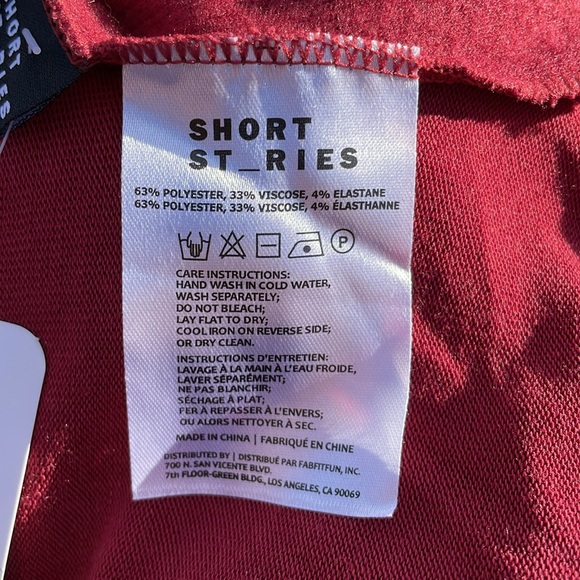 SHORT
ST_RIES
63% POLYESTER, 33% VISCOSE, 4% ELASTANE
63% POLYESTER, 33% VISCOSE, 4% ÉLASTHANNE
P
CARE INSTRUCTIONS:
HAND WASH IN COLD WATER,
WASH SEPARATELY;
DO NOT BLEACH;
LAY FLAT TO DRY;
COOL IRON ON REVERSE SIDE;
OR DRY CLEAN.
INSTRUCTIONS D'ENTRETIEN:
LAVAGE À LA MAIN À L'EAU FROIDE,
LAVER SÉPARÉMENT;
NE PAS BLANCHIR;
SÉCHAGE À PLAT;
FER À REPASSER À L'ENVERS;
OU ALORS NETTOYER À SEC.
MADE IN CHINA | FABRIQUÉ EN CHINE
DISTRIBUTED BY | DISTRIBUÉ PAR FABFITFUN, INC.
700 N. SAN VICENTE BLVD.
7th FLOOR-GREEN BLDG., LOS ANGELES, CA 90069
SHORT